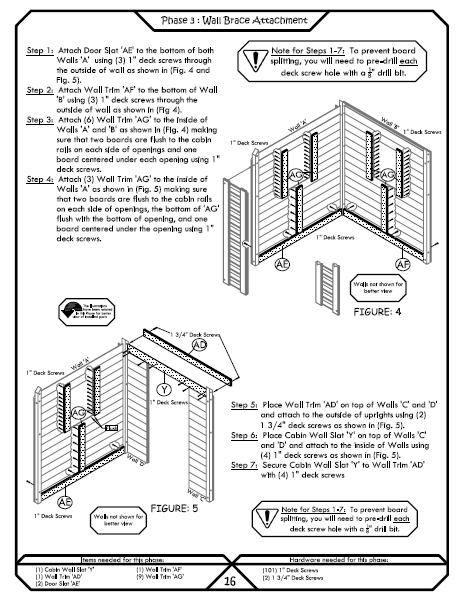 Phase 3 : Wall Brace Attachment
Step 1: Attach Door Slat 'AE' to the bottom of both
Walls 'A' using (3) 1" deck screws through
the outside of wall as shown in (Fig. 4 and
Fig. 5).
Step 2: Attach Wall Trim 'AF' to the bottom of Wall
'B' using (3) 1" deck screws through the
outside of wall as shown in (Fig 4).
Step 3: Attach (6) Wall Trim 'AG' to the inside of
Walls 'A' and 'B' as shown in (Fig. 4) making
sure that two boards are flush to the cabin
rails on each side of openings and one
board centered under each opening using 1"
deck screws.
Step 4: Attach (3) Wall Trim 'AG' to the inside of
Walls 'A' as shown in (Fig. 5) making sure
that two boards are flush to the cabin rails
on each side of openings, the bottom of 'AG'
flush with the bottom of opening, and one
board centered under the opening using 1"
deck screws.
Note for Steps 1-7: To prevent board
splitting, you will need to pre-drill each
deck screw hole with a 1/8" drill bit.
Wall 'A'
Wall 'B'
1" Deck Screws
1" Deck Screws
AG
AG
1" Deck Screws
AE
AF
Walls not shown for
better view
FIGURE: 4
1 3/4" Deck Screws
AD
Wall 'A'
1" Deck Screws
Y
1" Deck Screws
AG
Wall 'D'
Wall 'C'
AE
1" Deck Screws
Walls not shown for
better view
FIGURE: 5
Step 5: Place Wall Trim 'AD' on top of Walls 'C' and 'D'
and attach to the outside of uprights using (2)
1 3/4" deck screws as shown in (Fig. 5).
Step 6: Place Cabin Wall Slat 'Y' on top of Walls 'C'
and 'D' and attach to the inside of Walls using
(4) 1" deck screws as shown in (Fig. 5).
Step 7: Secure Cabin Wall Slat 'Y' to Wall Trim 'AD'
with (4) 1" deck screws
Note for Steps 1-7: To prevent board
splitting, you will need to pre-drill each
deck screw hole with a 1/8" drill bit.
Items needed for this phase:
(1) Cabin Wall Slat 'Y'
(1) Wall Trim 'AD'
(2) Door Slat 'AE'
(1) Wall Trim 'AF'
(9) Wall Trim 'AG'
16
Hardware needed for this phase:
(101) 1" Deck Screws
(2) 1 3/4" Deck Screws